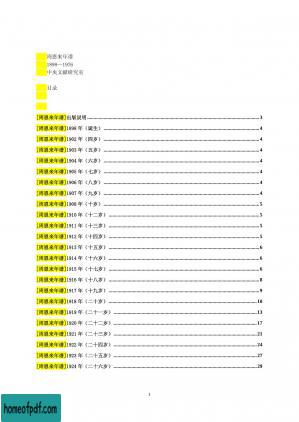 周恩来年谱
1898—1976
中央文献研究室
目录
[周恩来年谱]出版说明 3
[周恩来年谱]1898 年（诞生） 4
[周恩来年谱]1902 年（四岁） 4
[周恩来年谱]1903 年（五岁） 4
[周恩来年谱]1904 年（六岁） 4
[周恩来年谱]1905 年（七岁） 4
[周恩来年谱]1906 年（八岁） 4
[周恩来年谱]1907 年（九岁） 4
[周恩来年谱]1908 年（十岁） 5
[周恩来年谱]1910 年（十二岁） 5
[周恩来年谱]1911 年（十三岁） 5
[周恩来年谱]1912 年（十四岁） 5
[周恩来年谱]1913 年（十五岁） 6
[周恩来年谱]1914 年（十六岁） 6
[周恩来年谱]1915 年（十七岁） 6
[周恩来年谱]1916 年（十八岁） 8
[周恩来年谱]1917 年（十九岁） 9
[周恩来年谱]1918 年（二十岁） 10
[周恩来年谱]1919 年（二十一岁） 13
[周恩来年谱]1920 年（二十二岁） 17
[周恩来年谱]1921 年（二十三岁） 21
[周恩来年谱]1922 年（二十四岁） 24
[周恩来年谱]1923 年（二十五岁） 27
[周恩来年谱]1924 年（二十六岁） 29
1
homeofpdf.com